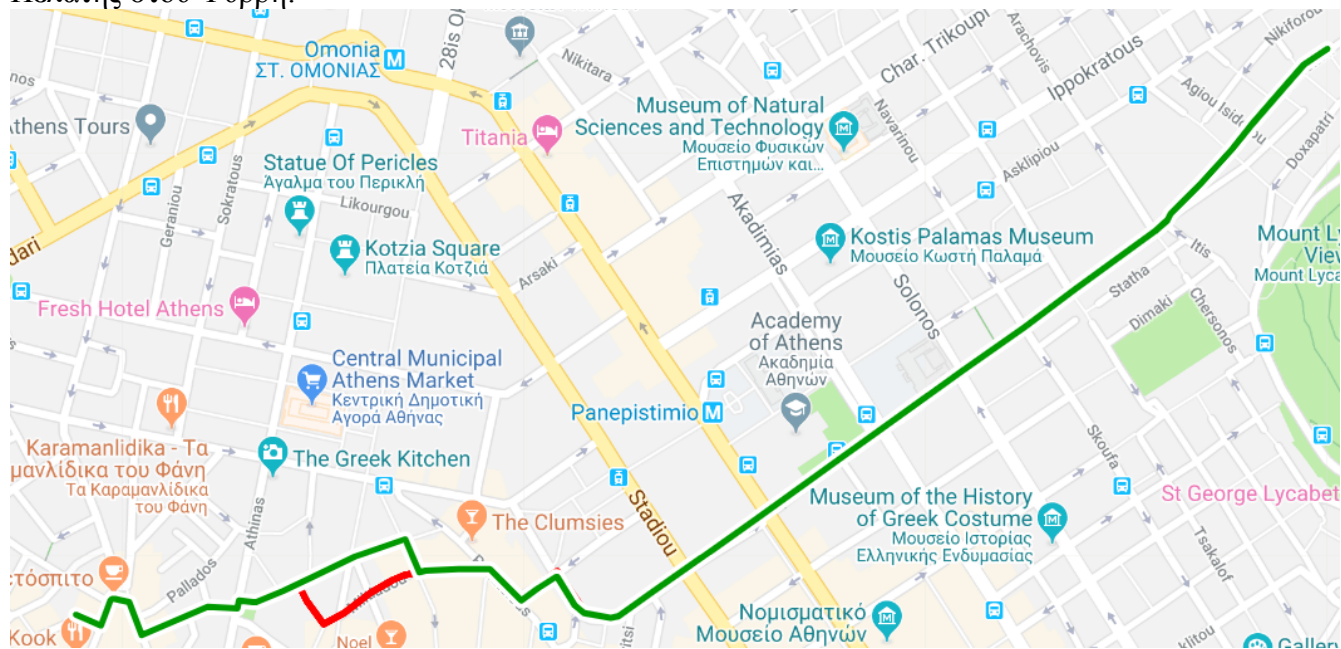 Omonia
ΣΤ. ΟΜΟΝΙΑΣ
Nikitara
Char. Trikoupi
Arachovis
Ippokratous
Nikiforou
Athens Tours
Titania
Museum of Natural
Sciences and Technology
Μουσείο Φυσικών
Επιστημών και...
Navarinou
Asklipiou
Doxapatri
Statue Of Pericles
Άγαλμα του Περικλή
Likourgou
Geraniou
Sokratous
Kotzia Square
Πλατεία Κοτζιά
Arsaki
Akadimias
Kostis Palamas Museum
Μουσείο Κωστή Παλαμά
Solonos
Itis
Statha
Dimaki
Chersonos
Mount Ly
View
Mount Lyca
Fresh Hotel Athens
Central Municipal
Athens Market
Κεντρική Δημοτική
Αγορά Αθήνας
Academy
of Athens
Ακαδημία
Αθηνών
Panepistimio
Karamanlidika - Τα
μανλίδικα του Φάνη
Τα Καραμανλίδικα
του Φάνη
The Greek Kitchen
The Clumsies
Stadiou
Athinas
Pallados
Museum of the History
of Greek Costume
Μουσείο Ιστορίας
Ελληνικής Ενδυμασίας
Skoufa
Tsakalof
St George Lycabet
Kook
Noel
Νομισματικό
Μουσείο Αθηνών
Galler